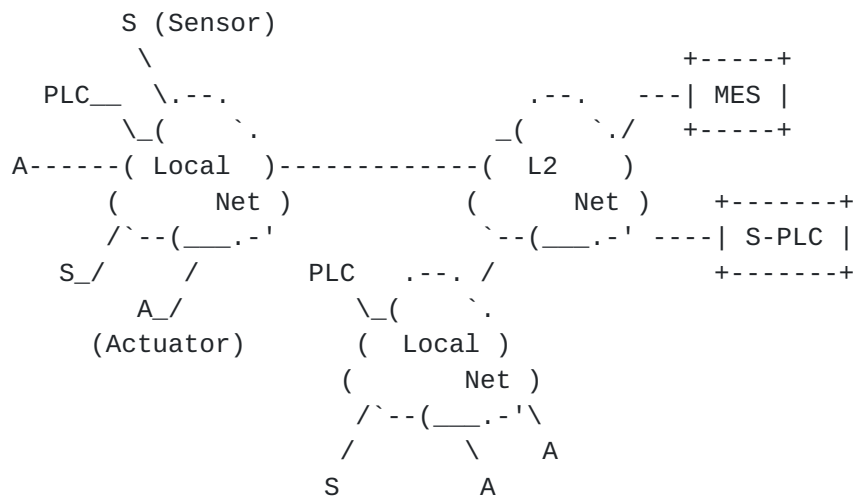 S (Sensor)
PLC MES
A Local L2
Net Net
S-PLC
S PLC
A
(Actuator) Local
Net
A
S A